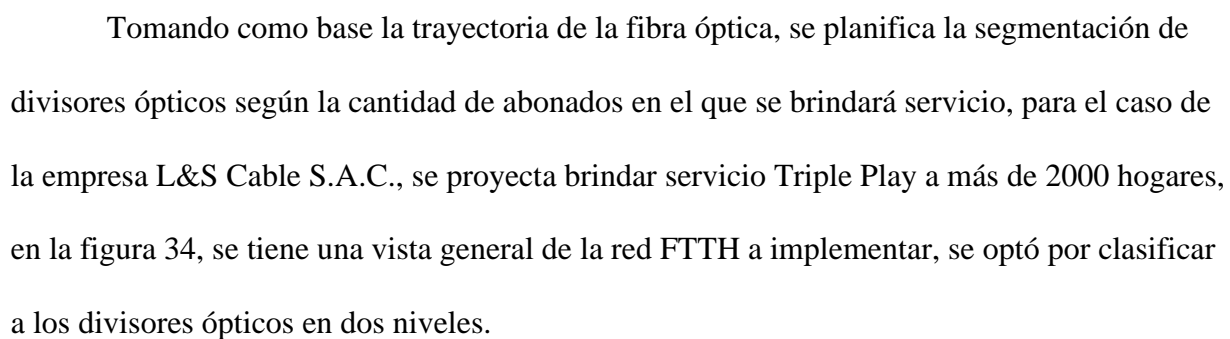 Tomando como base la trayectoria de la fibra óptica, se planifica la segmentación de
divisores ópticos según la cantidad de abonados en el que se brindará servicio, para el caso de
la empresa L&S Cable S.A.C., se proyecta brindar servicio Triple Play a más de 2000 hogares,
en la figura 34, se tiene una vista general de la red FTTH a implementar, se optó por clasificar
a los divisores ópticos en dos niveles.